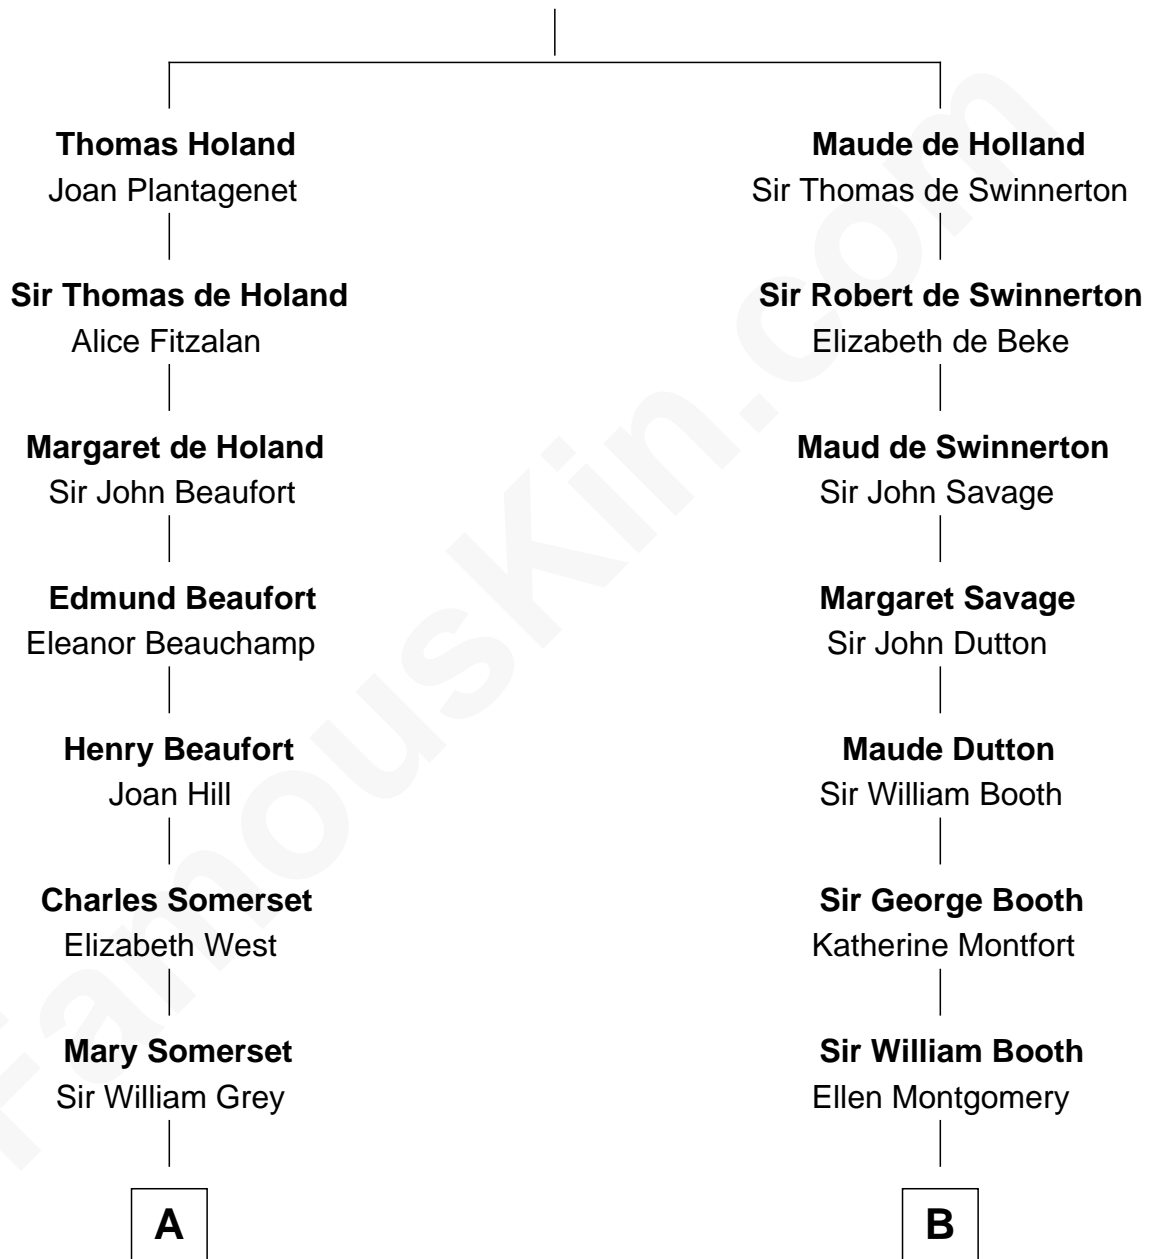 Thomas Holand
Joan Plantagenet
Sir Thomas de Holand
Alice Fitzalan
Margaret de Holand
Sir John Beaufort
Edmund Beaufort
Eleanor Beauchamp
Henry Beaufort
Joan Hill
Charles Somerset
Elizabeth West
Mary Somerset
Sir William Grey
A
Maude de Holland
Sir Thomas de Swinnerton
Sir Robert de Swinnerton
Elizabeth de Beke
Maud de Swinnerton
Sir John Savage
Margaret Savage
Sir John Dutton
Maude Dutton
Sir William Booth
Sir George Booth
Katherine Montfort
Sir William Booth
Ellen Montgomery
B
FamousKin.com